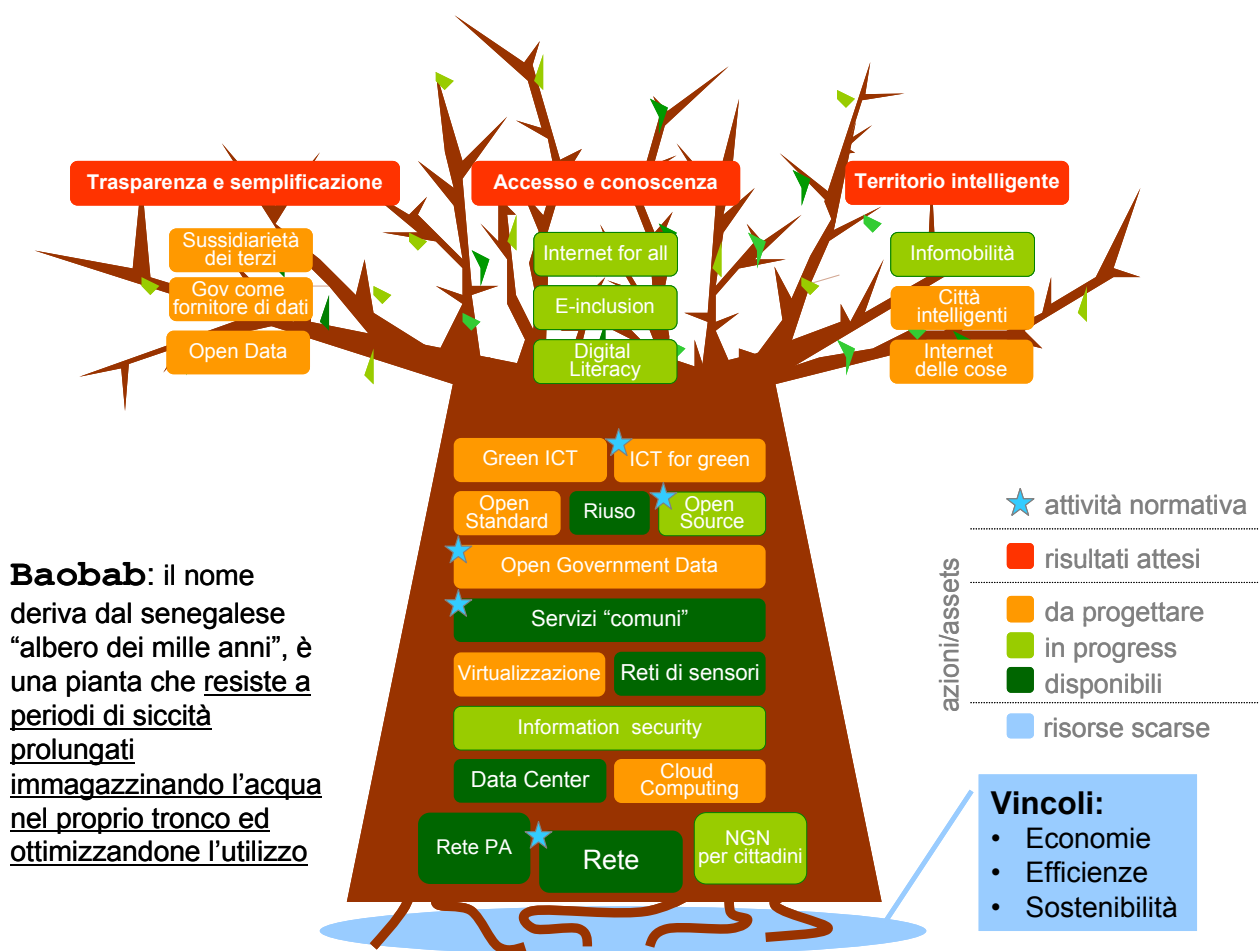 Trasparenza e semplificazione
Accesso e conoscenza
Territorio intelligente
Sussidiarietà
dei terzi
Gov come
fornitore di dati
Open Data
Internet for all
E-inclusion
Digital
Literacy
Infomobilità
Città
intelligenti
Internet
delle cose
Green ICT
ICT for green
Open
Standard
Riuso
Open
Source
Open Government Data
Servizi “comuni”
Virtualizzazione
Reti di sensori
Information security
Data Center
Cloud
Computing
Rete PA
Rete
NGN
per cittadini
Baobab: il nome
deriva dal senegalese
“albero dei mille anni”, è
una pianta che resiste a
periodi di siccità
prolungati
immagazzinando l’acqua
nel proprio tronco ed
ottimizzandone l’utilizzo
azioni/assets
attività normativa
risultati attesi
da progettare
in progress
disponibili
risorse scarse
Vincoli:
• Economie
• Efficienze
• Sostenibilità